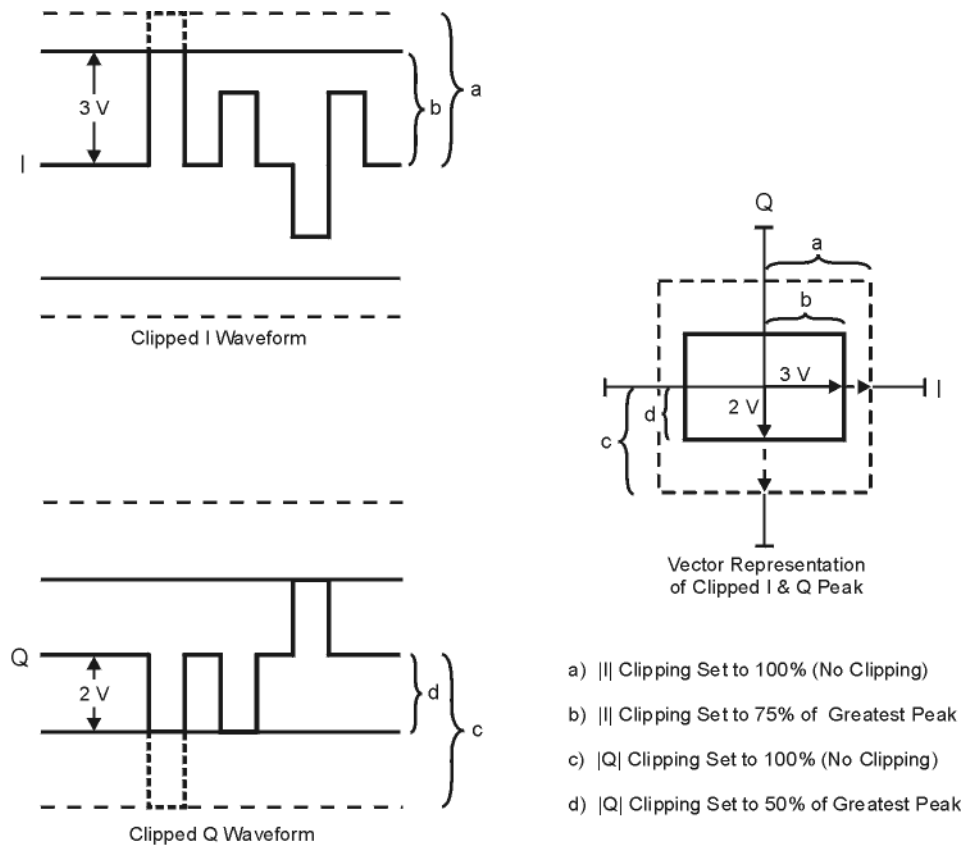 3 V
b
a
I
Clipped I Waveform
Q
a
b
3 V
I
2 V
d
c
Vector Representation
of Clipped I & Q Peak
Q
2 V
d
c
Clipped Q Waveform
a) |I| Clipping Set to 100% (No Clipping)
b) |I| Clipping Set to 75% of Greatest Peak
c) |Q| Clipping Set to 100% (No Clipping)
d) |Q| Clipping Set to 50% of Greatest Peak